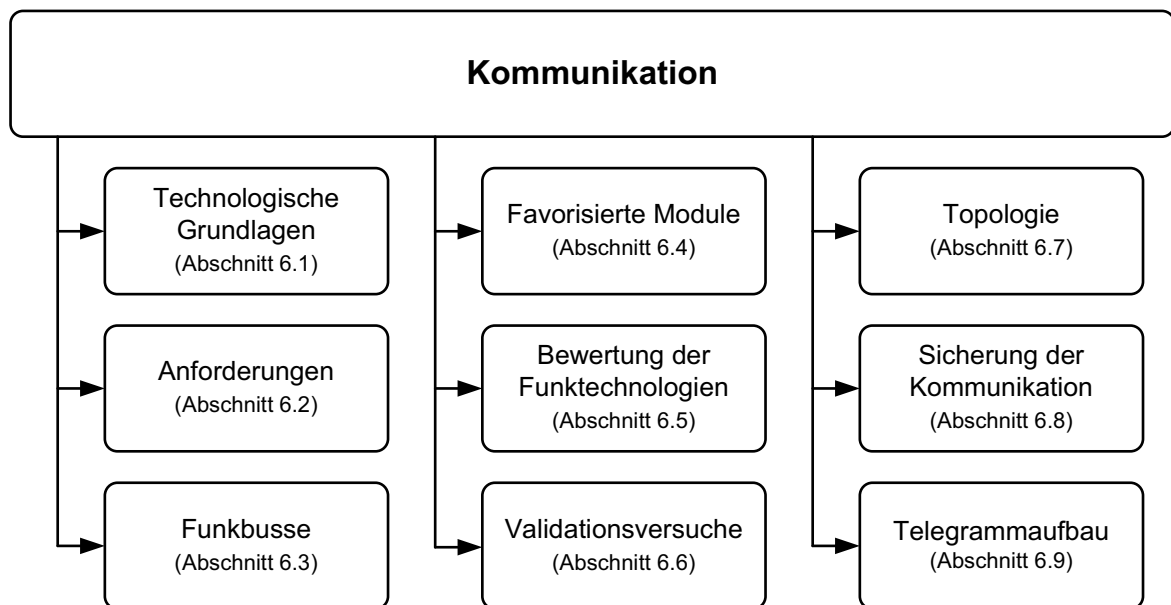 Kommunikation
Technologische
Grundlagen
(Abschnitt 6.1)
Anforderungen
(Abschnitt 6.2)
Funkbusse
(Abschnitt 6.3)
Favorisierte Module
(Abschnitt 6.4)
Bewertung der
Funktechnologien
(Abschnitt 6.5)
Validationsversuche
(Abschnitt 6.6)
Topologie
(Abschnitt 6.7)
Sicherung der
Kommunikation
(Abschnitt 6.8)
Telegrammaufbau
(Abschnitt 6.9)